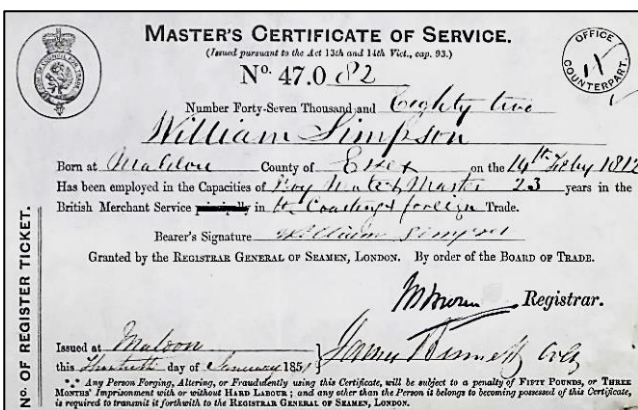 MASTER'S CERTIFICATE OF SERVICE.
(Issued pursuant to the Act 13th and 14th Vict., cap. 93.)
No. 47.082
OFFICE COUNTERPART.
Number Forty-Seven Thousand and Eighty two
William Simpson
Born at Maldon County of Essex on the 14th Feby 1812
Has been employed in the Capacities of Boy Mate & Master 23 years in the
British Merchant Service principally in the Coasting & foreign Trade.
Bearer's Signature William Simpson
Granted by the REGISTRAR GENERAL OF SEAMEN, LONDON. By order of the BOARD OF TRADE.
Registrar.
Issued at Maldon
this day of January 1851
James
*** Any Person Forging, Altering, or Fraudulently using this Certificate, will be subject to a penalty of FIFTY POUNDS, or THREE
MONTHS' Imprisonment with or without HARD LABOUR; and any other than the Person it belongs to becoming possessed of this Certificate,
is required to transmit it forthwith to the REGISTRAR GENERAL OF SEAMEN, LONDON.
No. OF REGISTER TICKET.